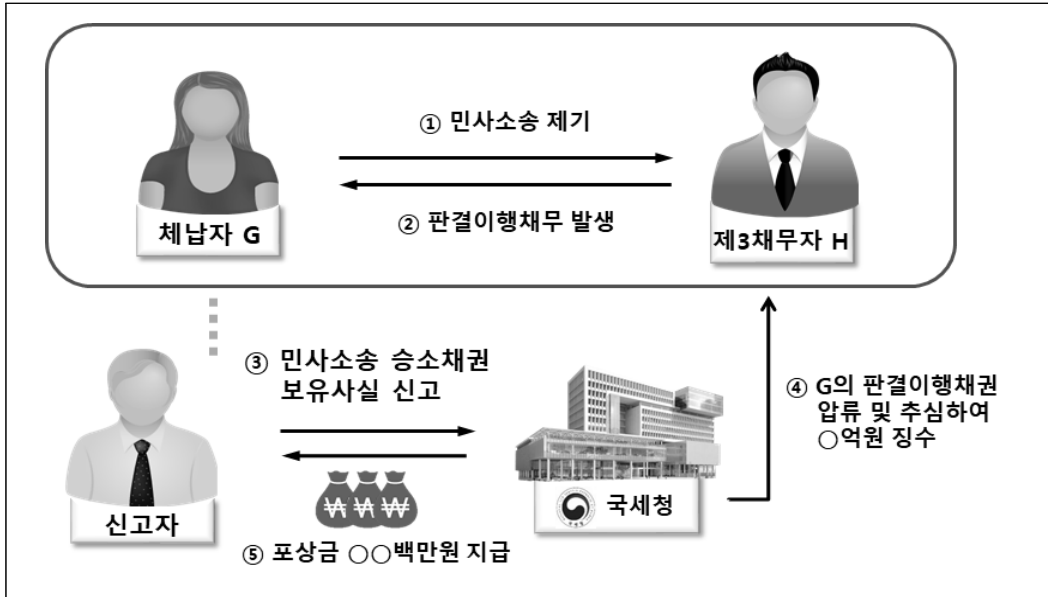 ① 민사소송 제기
② 판결이행채무 발생
체납자 G
제3채무자 H
③ 민사소송 승소채권
보유사실 신고
④ G의 판결이행채권
압류 및 추심하여
○억원 징수
₩ ₩ ₩
신고자
국세청
⑤ 포상금 ○○백만원 지급